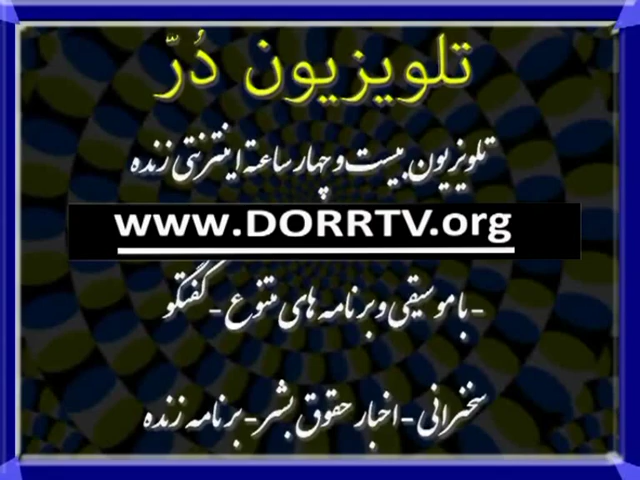 تلویزیون دُرّ
تلویزیون بیست و چهار ساعته اینترنتی زنده
www.DORRTV.org
- با موسیقی و برنامه های متنوع - گفتگو
سخنرانی - اخبار حقوق بشر - برنامه زنده